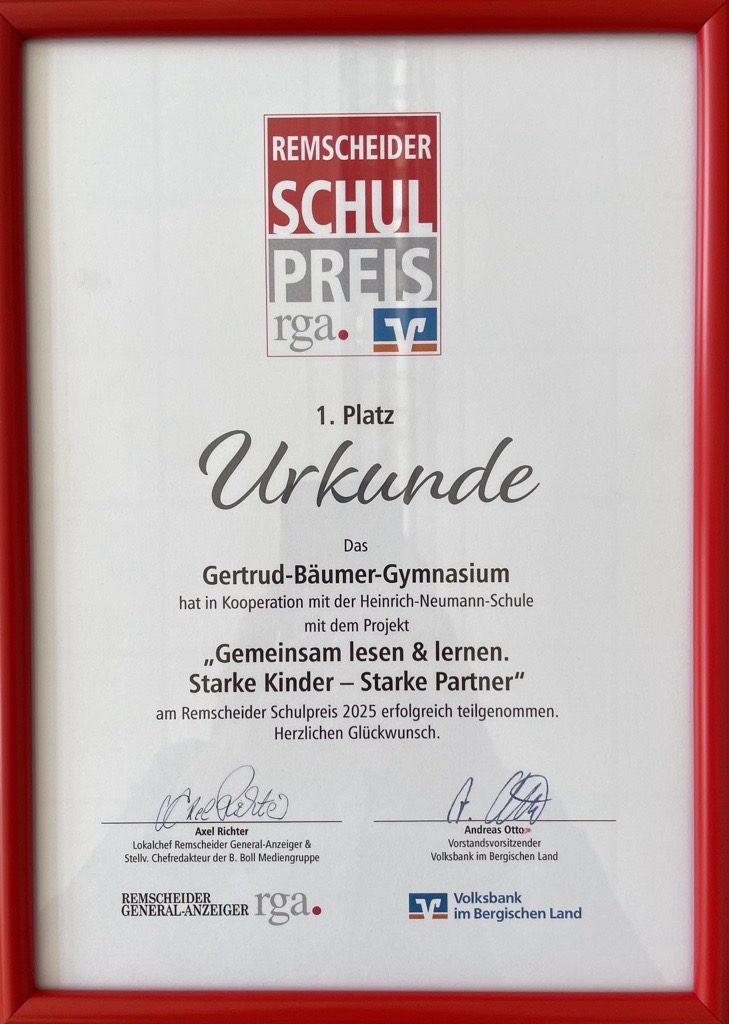 REMSCHEIDER
SCHUL
PREIS
rga.
1. Platz
Urkunde
Das
Gertrud-Bäumer-Gymnasium
hat in Kooperation mit der Heinrich-Neumann-Schule
mit dem Projekt
„Gemeinsam lesen & lernen.
Starke Kinder – Starke Partner“
am Remscheider Schulpreis 2025 erfolgreich teilgenommen.
Herzlichen Glückwunsch.
Axel Richter
A. Otto
Axel Richter
Lokalchef Remscheider General-Anzeiger &
Stellv. Chefredakteur der B. Boll Mediengruppe
Andreas Otto
Vorstandsvorsitzender
Volksbank im Bergischen Land
REMSCHEIDER
GENERAL-ANZEIGER rga.
Volksbank
im Bergischen Land